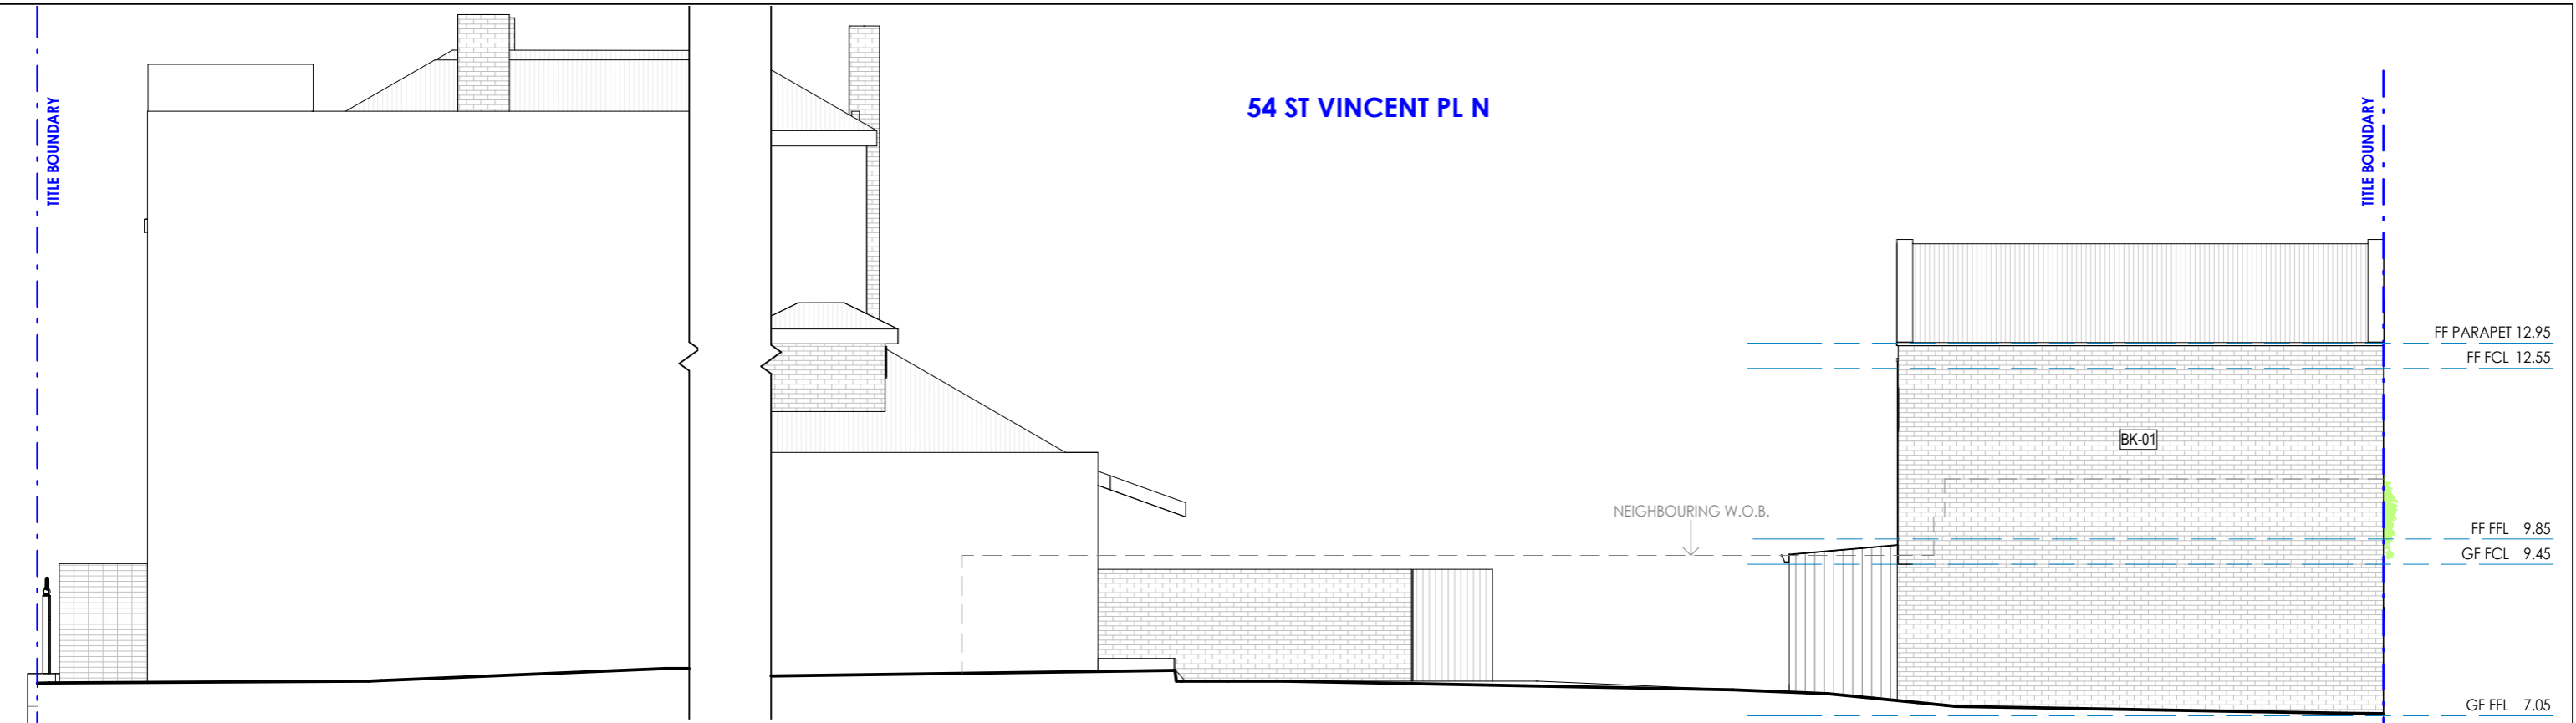 54 ST VINCENT PL N
TITLE BOUNDARY
TITLE BOUNDARY
FF PARAPET 12.95
FF FCL 12.55
BK-01
NEIGHBOURING W.O.B.
FF FFL 9.85
GF FCL 9.45
GF FFL 7.05